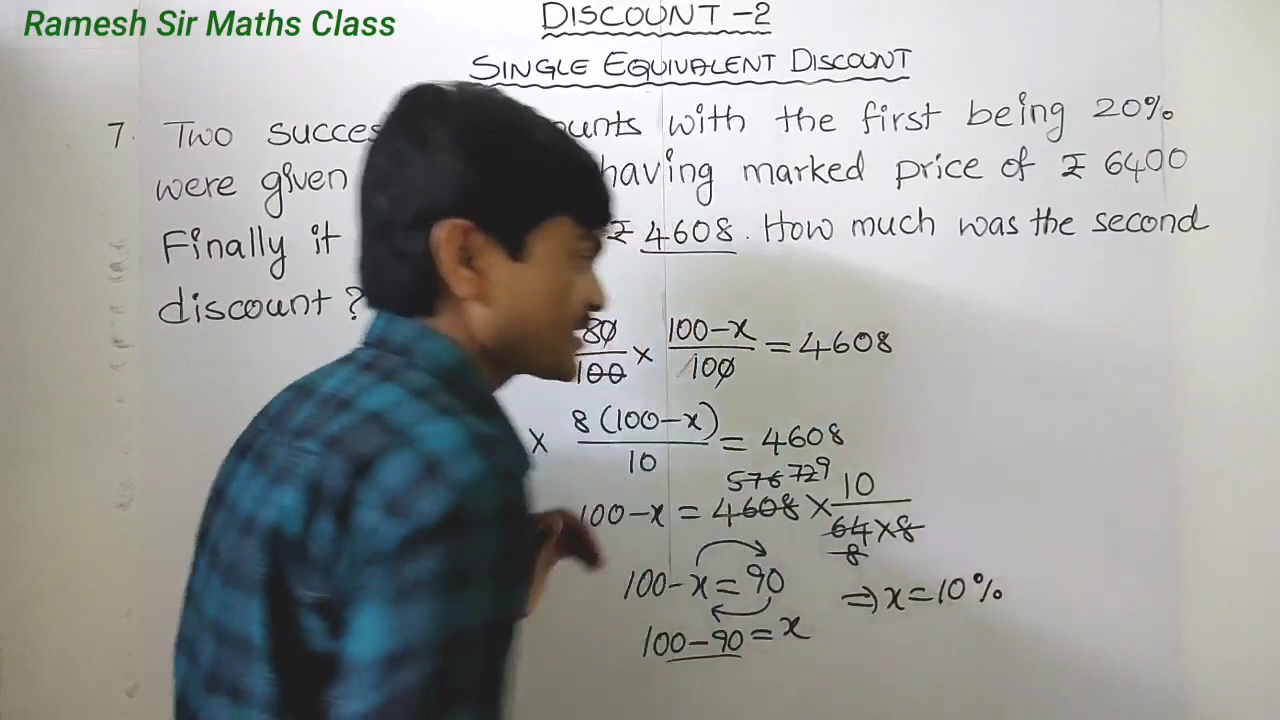 Ramesh Sir Maths Class
DISCOUNT-2
SINGLE EQUIVALENT DISCOUNT
7. Two with the first being 20%
were given having marked price of ₹ 6400
Finally it ₹ 4608. How much was the second
discount?
80/100 × 100-x/100 = 4608
× 8(100-x)/10 = 4608
576 72 9
100-x = 4608 × 10/64×8
8
100-x = 90 ⇒ x = 10%
100-90 = x